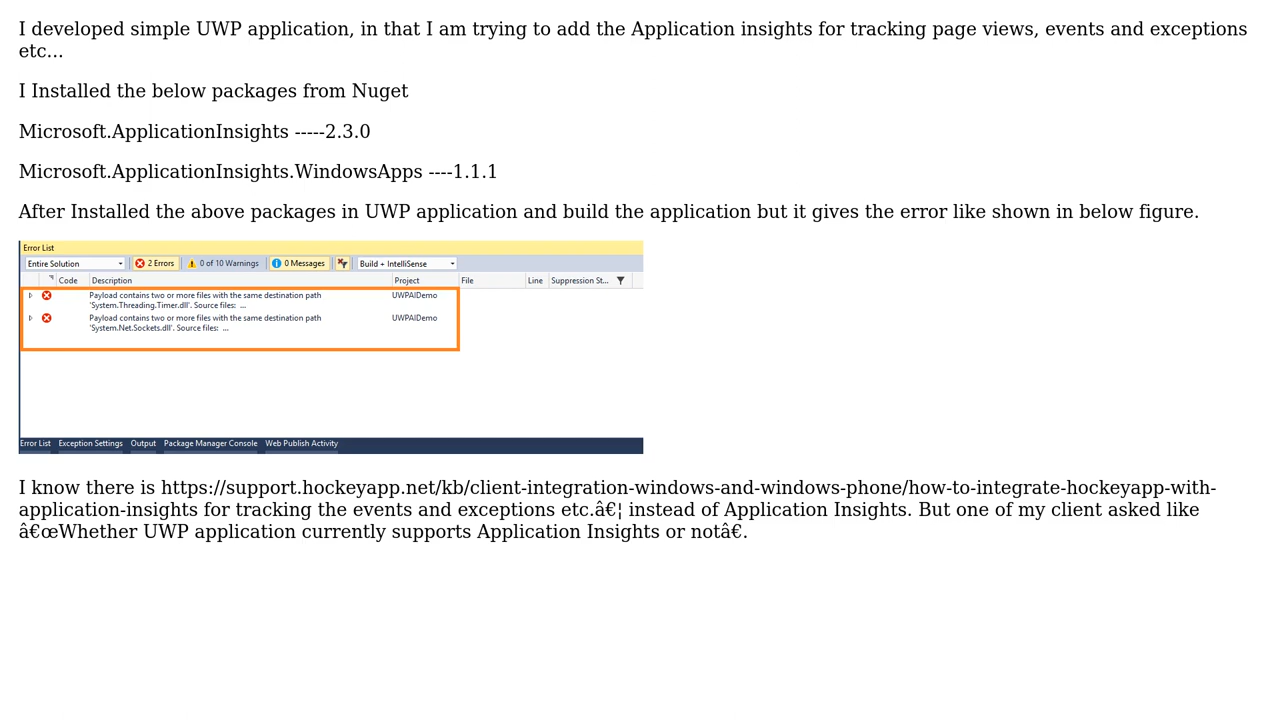 I developed simple UWP application, in that I am trying to add the Application insights for tracking page views, events and exceptions
etc...
I Installed the below packages from Nuget
Microsoft.ApplicationInsights -----2.3.0
Microsoft.ApplicationInsights.WindowsApps ----1.1.1
After Installed the above packages in UWP application and build the application but it gives the error like shown in below figure.
Error List
Entire Solution 2 Errors 0 of 10 Warnings 0 Messages Build + IntelliSense
Code Description Project File Line Suppression St...
Payload contains two or more files with the same destination path UWPAIDemo
'System.Threading.Timer.dll'. Source files: ...
Payload contains two or more files with the same destination path UWPAIDemo
'System.Net.Sockets.dll'. Source files: ...
Error List Exception Settings Output Package Manager Console Web Publish Activity
I know there is https://support.hockeyapp.net/kb/client-integration-windows-and-windows-phone/how-to-integrate-hockeyapp-with-
application-insights for tracking the events and exceptions etc.â€¦ instead of Application Insights. But one of my client asked like
â€œWhether UWP application currently supports Application Insights or notâ€.